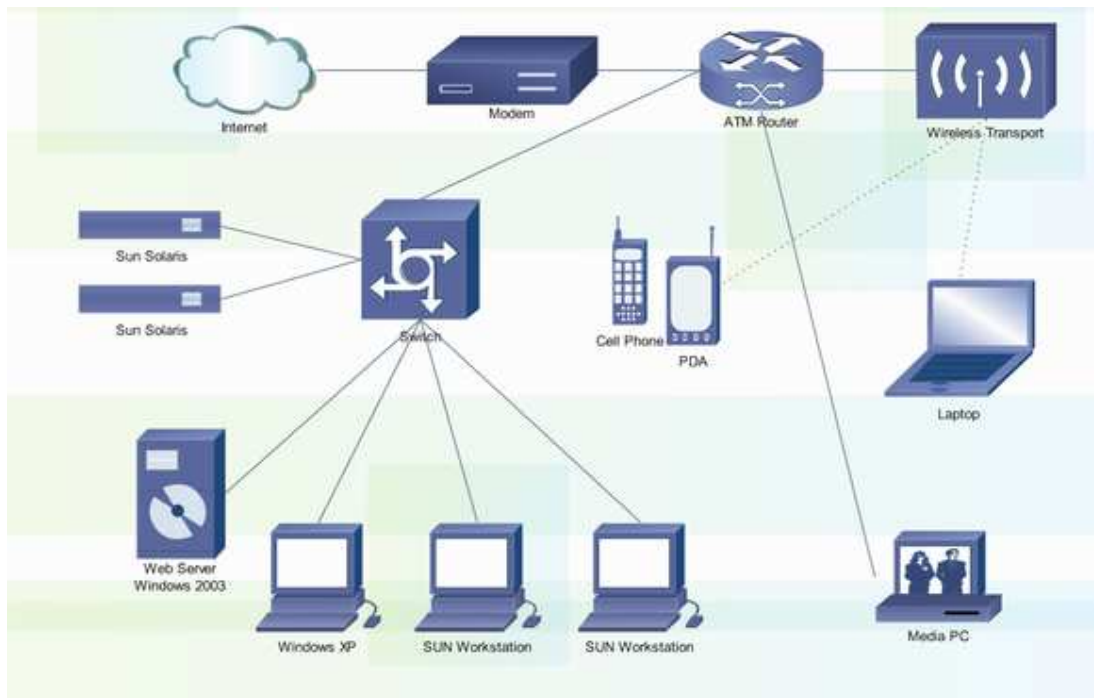 Internet
Modem
ATM Router
Wireless Transport
Sun Solaris
Sun Solaris
Switch
Cell Phone
PDA
Laptop
Web Server
Windows 2003
Windows XP
SUN Workstation
SUN Workstation
Media PC